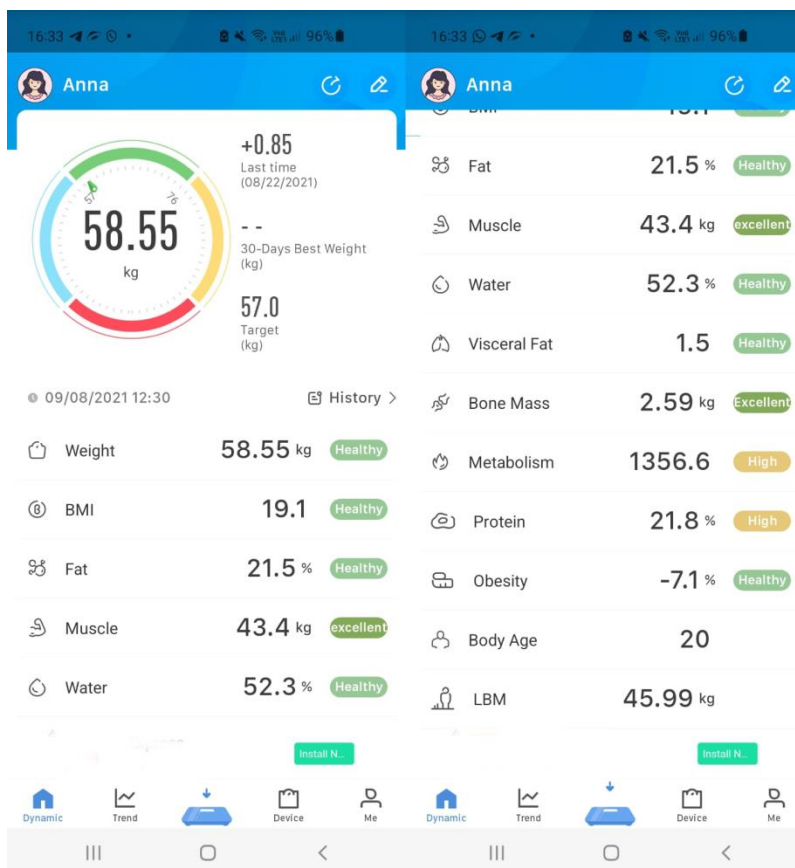 16:33
96%
Anna
+0.85
Last time
(08/22/2021)
57
76
58.55
kg
- -
30-Days Best Weight
(kg)
57.0
Target
(kg)
09/08/2021 12:30
History >
Weight 58.55 kg Healthy
BMI 19.1 Healthy
Fat 21.5 % Healthy
Muscle 43.4 kg excellent
Water 52.3 % Healthy
Install N...
Dynamic Trend Device Me
16:33
96%
Anna
Fat 21.5 % Healthy
Muscle 43.4 kg excellent
Water 52.3 % Healthy
Visceral Fat 1.5 Healthy
Bone Mass 2.59 kg Excellent
Metabolism 1356.6 High
Protein 21.8 % High
Obesity -7.1 % Healthy
Body Age 20
LBM 45.99 kg
Install N...
Dynamic Trend Device Me